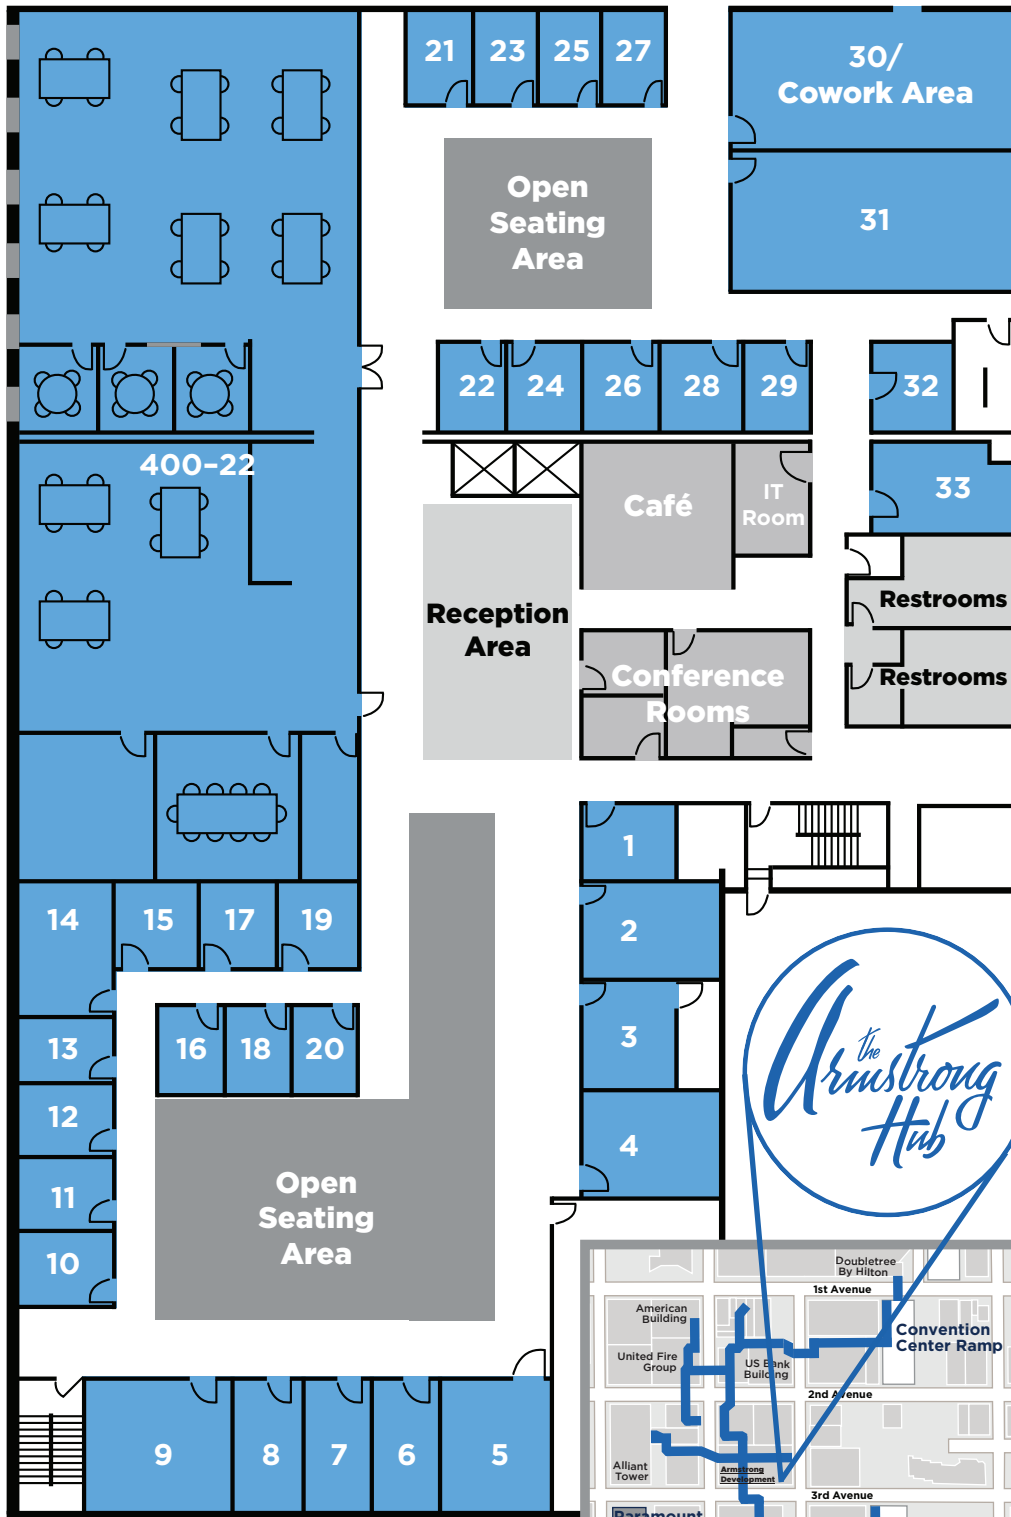 21 23 25 27
30/
Cowork Area
Open
Seating
Area
31
22 24 26 28 29 32
400-22
Café
IT
Room
33
Reception
Area
Restrooms
Conference
Rooms
Restrooms
1
14 15 17 19
2
16 18 20
13
3
12
4
11
10
Open
Seating
Area
the
Armstrong
Hub
Doubletree
By Hilton
1st Avenue
American
Building
Convention
Center Ramp
United Fire
Group
US Bank
Building
2nd Avenue
9 8 7 6 5
Alliant
Tower
Armstrong
Development
3rd Avenue
Paramount